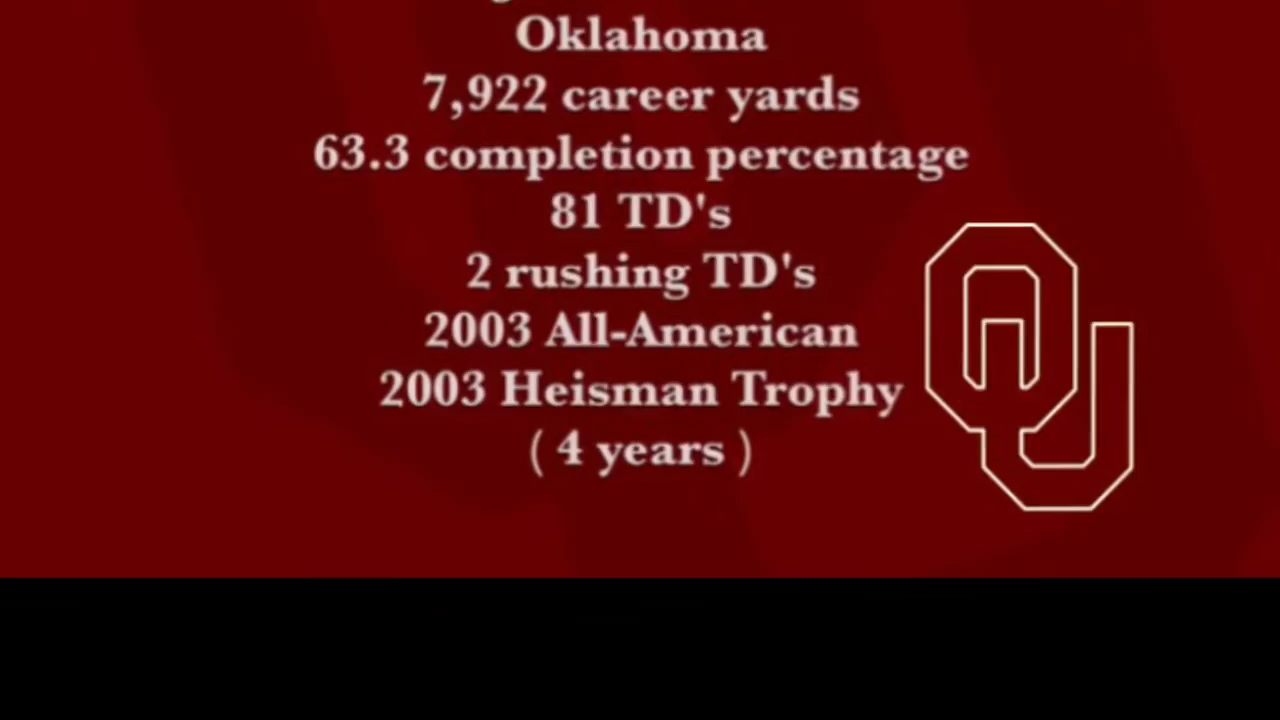 Oklahoma
7,922 career yards
63.3 completion percentage
81 TD's
2 rushing TD's
2003 All-American
2003 Heisman Trophy
( 4 years )
OU